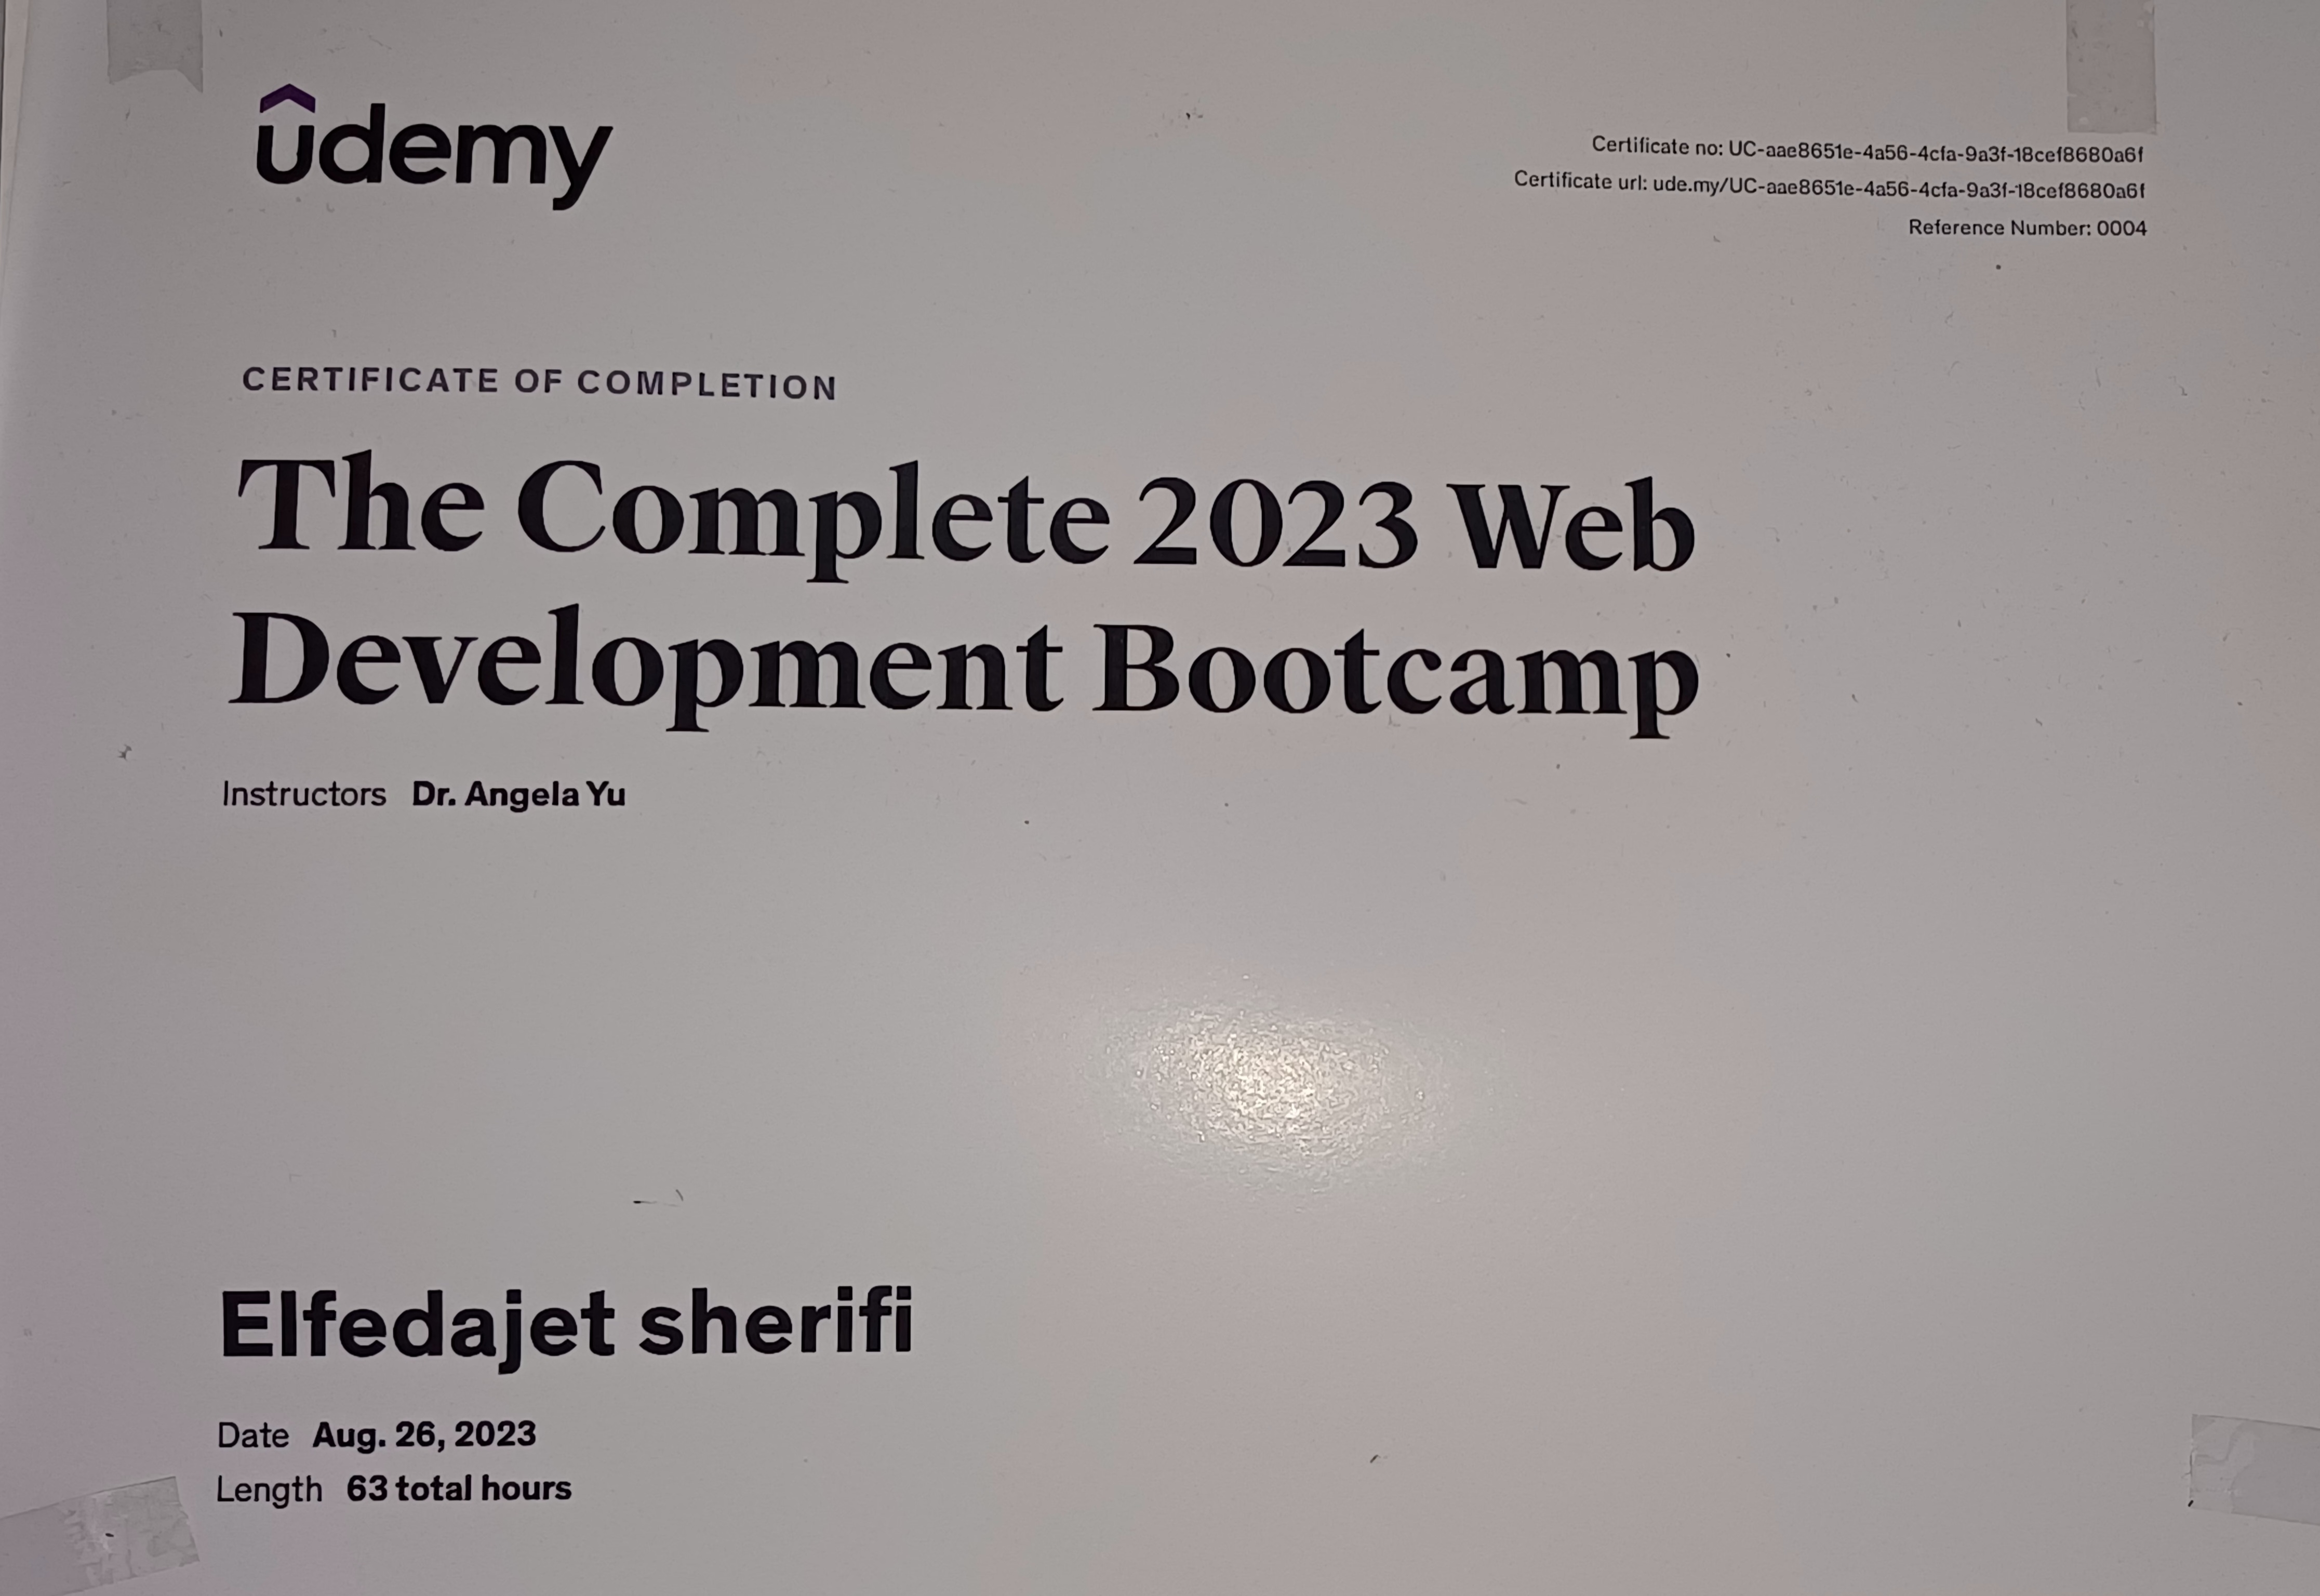 udemy
Certificate no: UC-aae8651e-4a56-4cfa-9a3f-18cef8680a6f
Certificate url: ude.my/UC-aae8651e-4a56-4cfa-9a3f-18cef8680a6f
Reference Number: 0004
CERTIFICATE OF COMPLETION
The Complete 2023 Web
Development Bootcamp
Instructors Dr. Angela Yu
Elfedajet sherifi
Date Aug. 26, 2023
Length 63 total hours